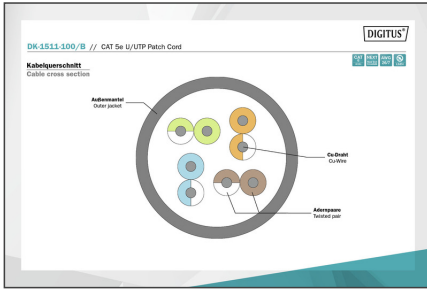 DIGITUS®
DK-1511-100/B // CAT 5e U/UTP Patch Cord
Kabelquerschnitt
Cable cross section
Außenmantel
Outer jacket
Cu-Draht
Cu-Wire
Aderspaare
Twisted pair